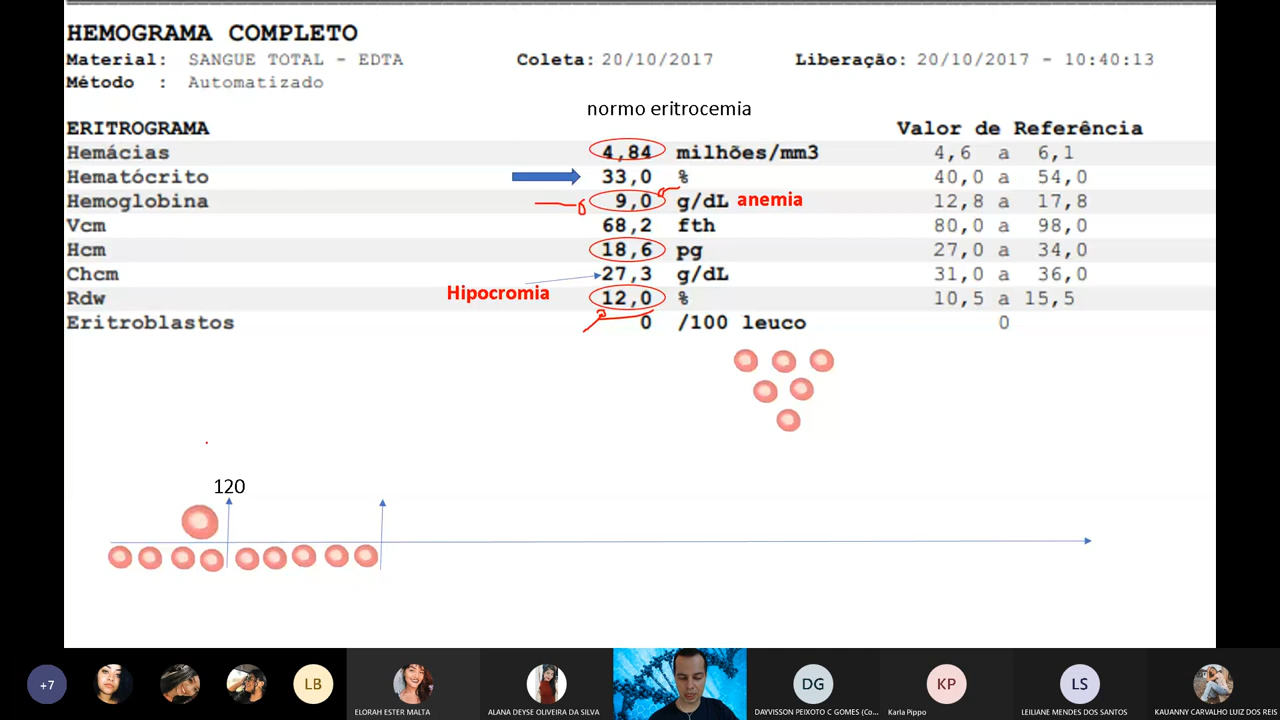 HEMOGRAMA COMPLETO
Material: SANGUE TOTAL - EDTA Coleta: 20/10/2017 Liberação: 20/10/2017 - 10:40:13
Método : Automatizado
normo eritrocemia
ERITROGRAMA Valor de Referência
Hemácias 4,84 milhões/mm3 4,6 a 6,1
Hematócrito 33,0 % 40,0 a 54,0
Hemoglobina 9,0 g/dL anemia 12,8 a 17,8
Vcm 68,2 fth 80,0 a 98,0
Hcm 18,6 pg 27,0 a 34,0
Chcm 27,3 g/dL 31,0 a 36,0
Hipocromia
Rdw 12,0 % 10,5 a 15,5
Eritroblastos 0 /100 leuco 0
120
+7 LB DG KP LS
ELORAH ESTER MALTA ALANA DEYSE OLIVEIRA DA SILVA DAYVISSON PEIXOTO C GOMES (Co... Karla Pippo LEILIANE MENDES DOS SANTOS KAUANNY CARVALHO LUIZ DOS REIS